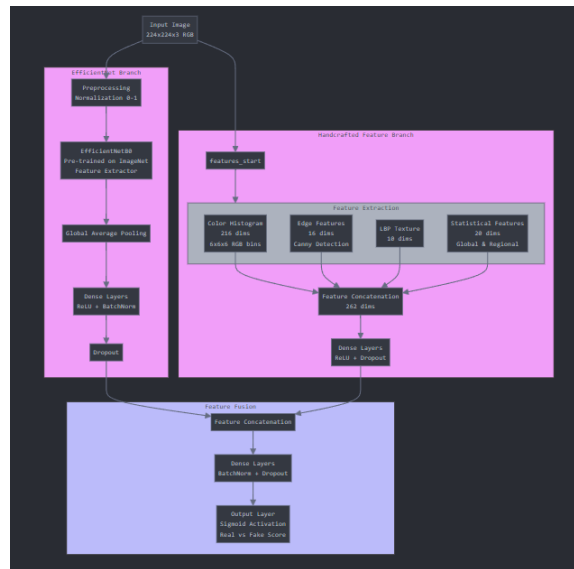 Input Image
224x224x3 RGB
EfficientNet Branch
Preprocessing
Normalization 0-1
EfficientNetB0
Pre-trained on ImageNet
Feature Extractor
Global Average Pooling
Dense Layers
ReLU + BatchNorm
Dropout
Handcrafted Feature Branch
features_start
Feature Extraction
Color Histogram
216 dims
6x6x6 RGB bins
Edge Features
16 dims
Canny Detection
LBP Texture
10 dims
Statistical Features
20 dims
Global & Regional
Feature Concatenation
262 dims
Dense Layers
ReLU + Dropout
Feature Fusion
Feature Concatenation
Dense Layers
BatchNorm + Dropout
Output Layer
Sigmoid Activation
Real vs Fake Score